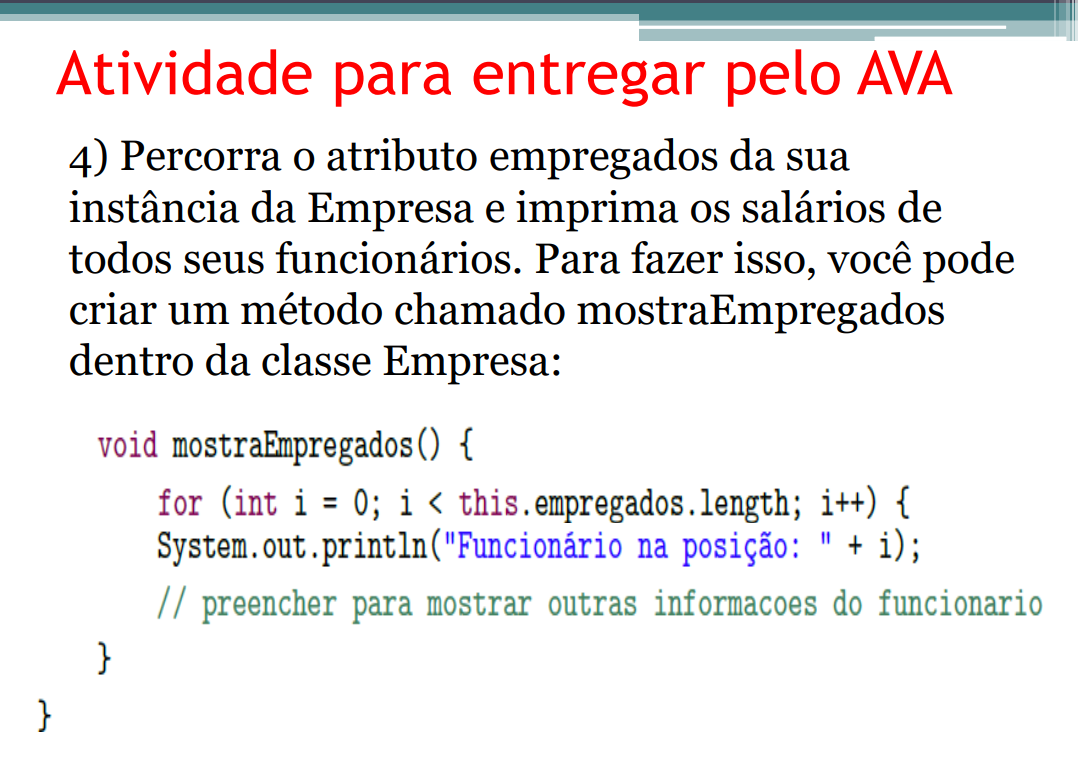 Atividade para entregar pelo AVA
4) Percorra o atributo empregados da sua
instância da Empresa e imprima os salários de
todos seus funcionários. Para fazer isso, você pode
criar um método chamado mostraEmpregados
dentro da classe Empresa:
void mostraEmpregados() {
for (int i = 0; i < this.empregados.length; i++) {
System.out.println("Funcionário na posição: " + i);
// preencher para mostrar outras informacoes do funcionario
}
}